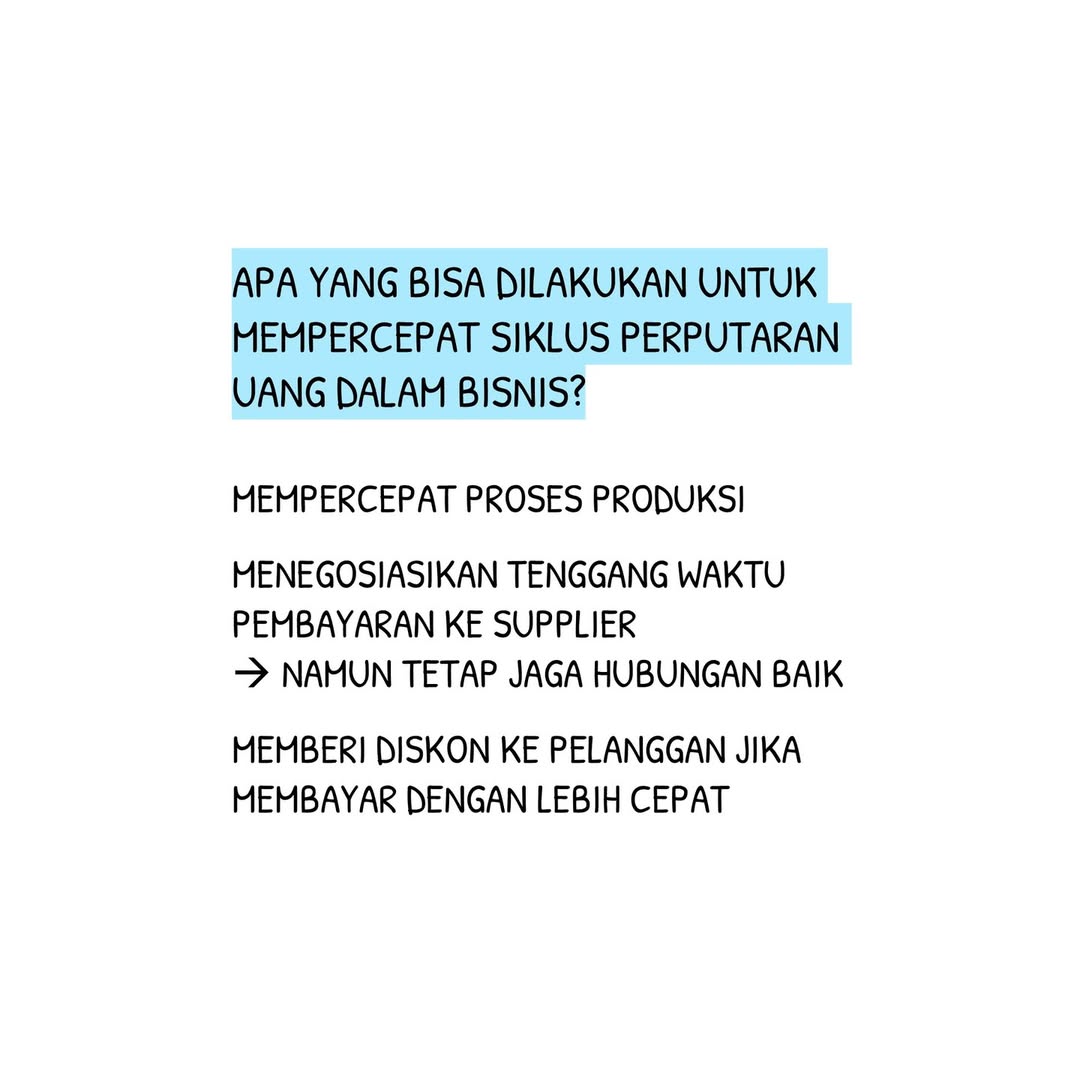 APA YANG BISA DILAKUKAN UNTUK
MEMPERCEPAT SIKLUS PERPUTARAN
UANG DALAM BISNIS?
MEMPERCEPAT PROSES PRODUKSI
MENEGOSIASIKAN TENGGANG WAKTU
PEMBAYARAN KE SUPPLIER
→ NAMUN TETAP JAGA HUBUNGAN BAIK
MEMBERI DISKON KE PELANGGAN JIKA
MEMBAYAR DENGAN LEBIH CEPAT